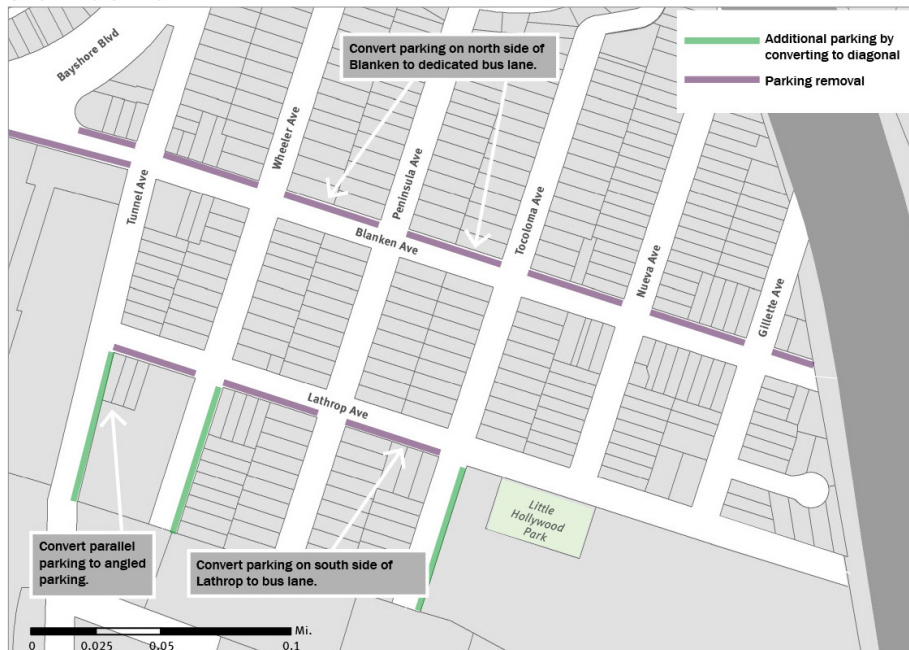 Bayshore Blvd
Convert parking on north side of
Blanken to dedicated bus lane.
Additional parking by
converting to diagonal
Parking removal
Wheeler Ave
Peninsula Ave
Tunnel Ave
Tocoloma Ave
Blanken Ave
Nueva Ave
Gillette Ave
Lathrop Ave
Little
Hollywood
Park
Convert parallel
parking to angled
parking.
Convert parking on south side of
Lathrop to bus lane.
Mi.
0 0.025 0.05 0.1